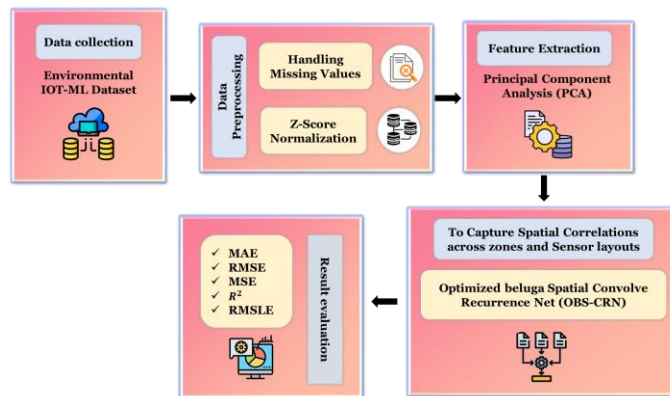 Data collection
Environmental
IOT-ML Dataset
Data
Preprocessing
Handling
Missing Values
Z-Score
Normalization
Feature Extraction
Principal Component
Analysis (PCA)
To Capture Spatial Correlations
across zones and Sensor layouts
Optimized beluga Spatial Convolve
Recurrence Net (OBS-CRN)
✓ MAE
✓ RMSE
✓ MSE
✓ R²
✓ RMSLE
Result evaluation